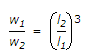 w₁/w₂ = (l₂/l₁)³